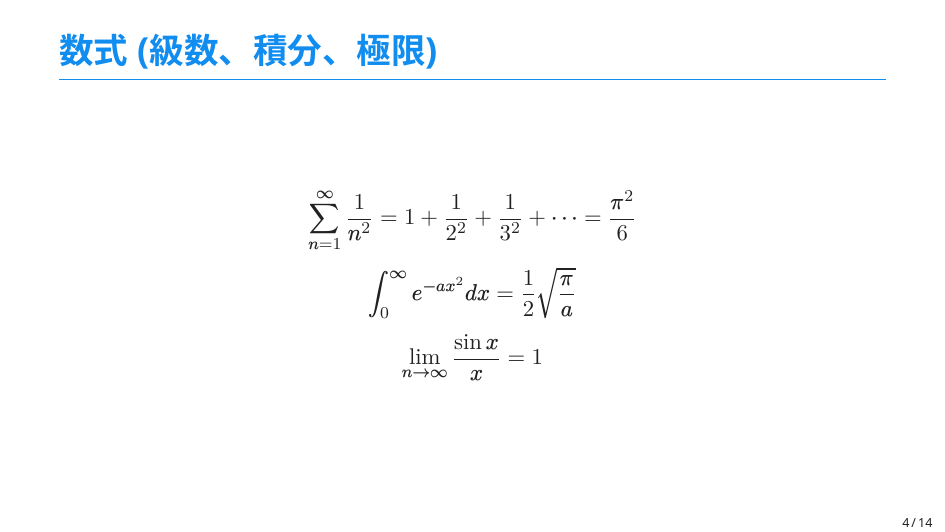 数式 (級数、積分、極限)
\sum_{n=1}^{\infty} \frac{1}{n^2} = 1 + \frac{1}{2^2} + \frac{1}{3^2} + \cdots = \frac{\pi^2}{6}
\int_0^{\infty} e^{-ax^2} dx = \frac{1}{2} \sqrt{\frac{\pi}{a}}
\lim_{n \to \infty} \frac{\sin x}{x} = 1
4 / 14